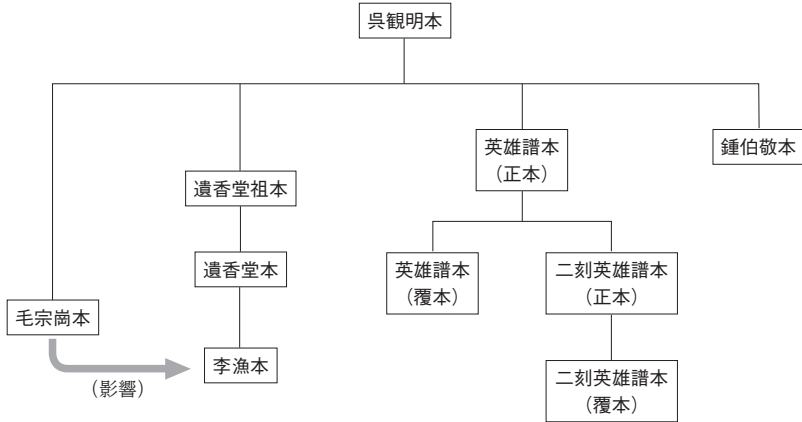 呉観明本
英雄譜本
（正本）
鍾伯敬本
遺香堂祖本
遺香堂本
英雄譜本
（覆本）
二刻英雄譜本
（正本）
毛宗崗本
李漁本
（影響）
二刻英雄譜本
（覆本）